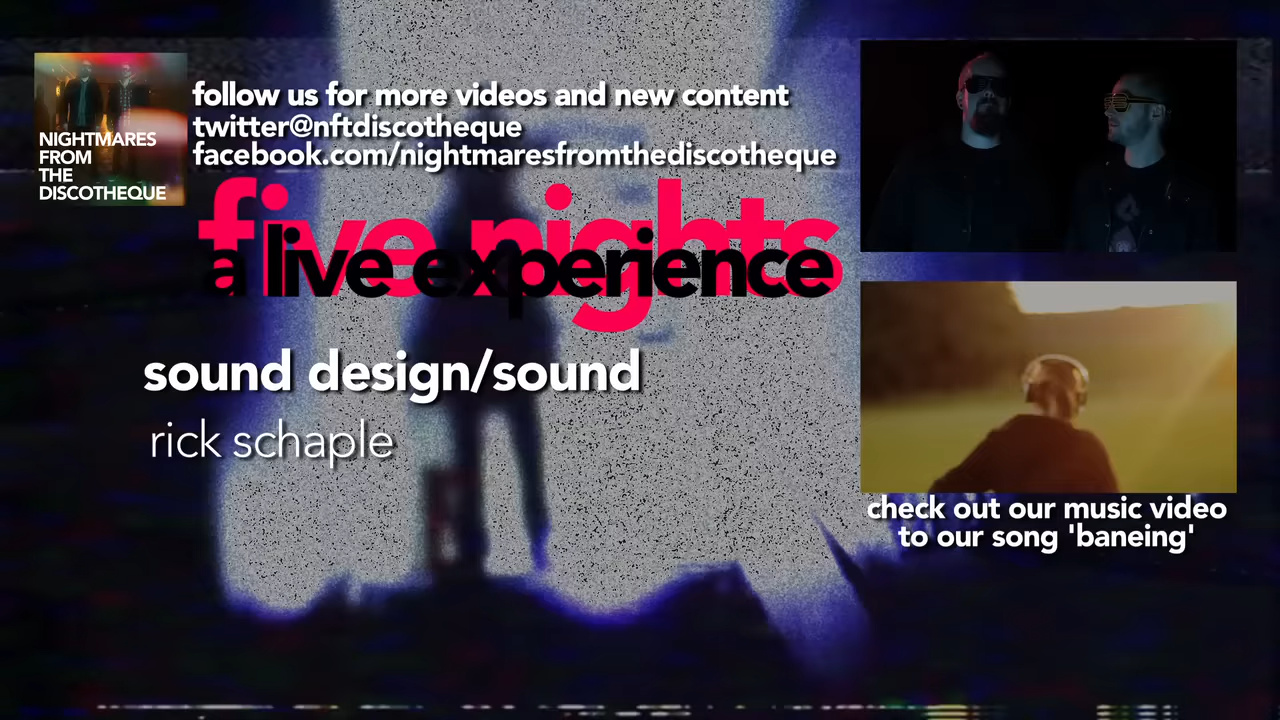 NIGHTMARES
FROM
THE
DISCOTHEQUE
follow us for more videos and new content
twitter@nftdiscotheque
facebook.com/nightmaresfromthediscotheque
five nights
a live experience
sound design/sound
rick schaple
check out our music video
to our song 'baneing'